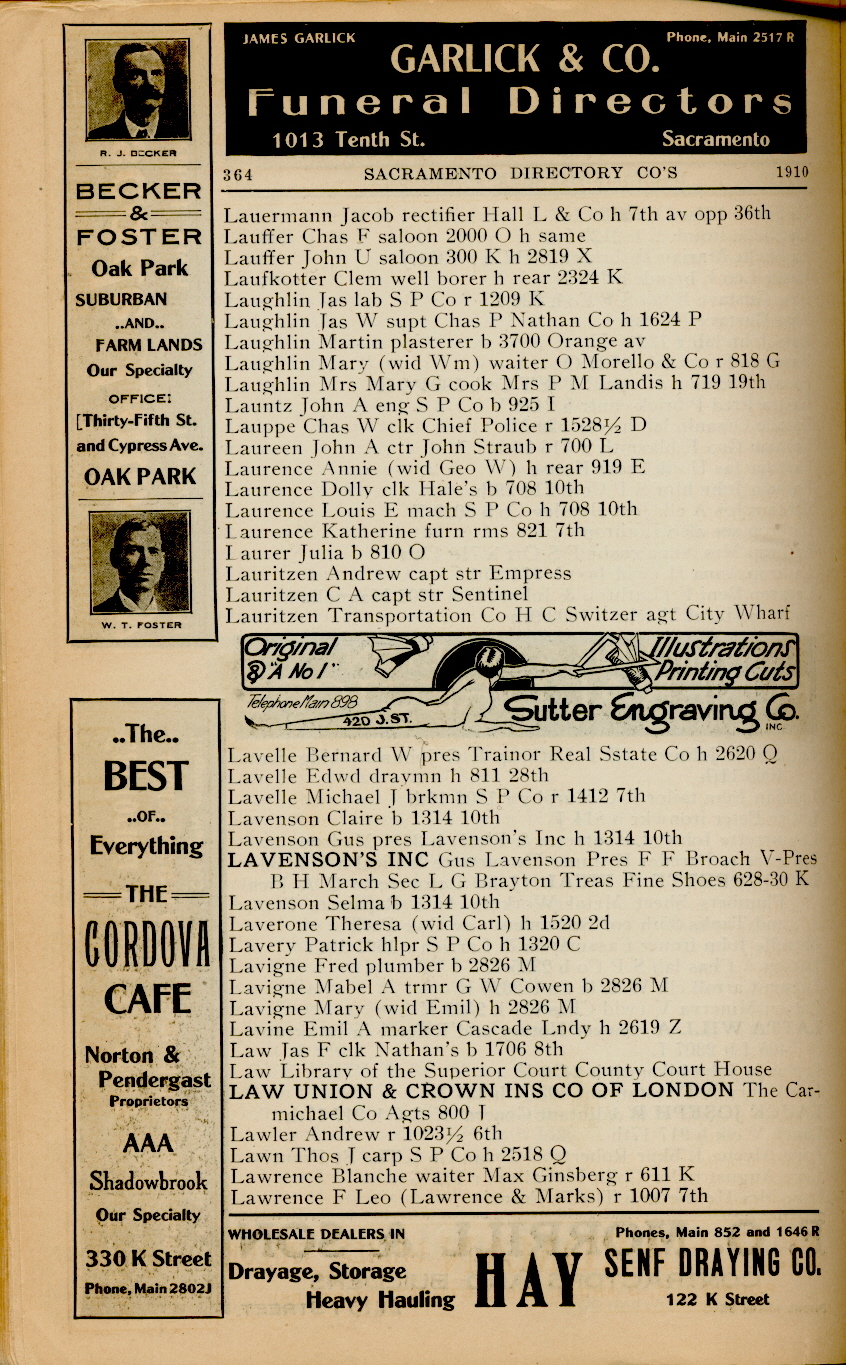 JAMES GARLICK
Phone, Main 2517 R
GARLICK & CO.
Funeral Directors
1013 Tenth St.
Sacramento
364
SACRAMENTO DIRECTORY CO'S
1910
R. J. BECKER
BECKER
&
FOSTER
Oak Park
SUBURBAN
..AND..
FARM LANDS
Our Specialty
OFFICE:
[Thirty-Fifth St.
and Cypress Ave.
OAK PARK
W. T. FOSTER
Lauermann Jacob rectifier Hall L & Co h 7th av opp 36th
Lauffer Chas F saloon 2000 O h same
Lauffer John U saloon 300 K h 2819 X
Laufkotter Clem well borer h rear 2324 K
Laughlin Jas lab S P Co r 1209 K
Laughlin Jas W supt Chas P Nathan Co h 1624 P
Laughlin Martin plasterer b 3700 Orange av
Laughlin Mary (wid Wm) waiter O Morello & Co r 818 G
Laughlin Mrs Mary G cook Mrs P M Landis h 719 19th
Launtz John A eng S P Co b 925 I
Lauppe Chas W clk Chief Police r 1528½ D
Laureen John A ctr John Straub r 700 L
Laurence Annie (wid Geo W) h rear 919 E
Laurence Dolly clk Hale's b 708 10th
Laurence Louis E mach S P Co h 708 10th
Laurence Katherine furn rms 821 7th
Laurer Julia b 810 O
Lauritzen Andrew capt str Empress
Lauritzen C A capt str Sentinel
Lauritzen Transportation Co H C Switzer agt City Wharf
Original
& "A No 1"
Illustrations
Printing Cuts
Telephone Main 898
420 J. ST.
Sutter Engraving Co.
INC.
..The..
BEST
..OF..
Everything
THE
CORDOVA
CAFE
Norton &
Pendergast
Proprietors
AAA
Shadowbrook
Our Specialty
330 K Street
Phone, Main 2802J
Lavelle Bernard W pres Trainor Real Sstate Co h 2620 Q
Lavelle Edwd draymn h 811 28th
Lavelle Michael J brkmn S P Co r 1412 7th
Lavenson Claire b 1314 10th
Lavenson Gus pres Lavenson's Inc h 1314 10th
LAVENSON'S INC Gus Lavenson Pres F F Broach V-Pres
B H March Sec L G Brayton Treas Fine Shoes 628-30 K
Lavenson Selma b 1314 10th
Laverone Theresa (wid Carl) h 1520 2d
Lavery Patrick hlpr S P Co h 1320 C
Lavigne Fred plumber b 2826 M
Lavigne Mabel A trmr G W Cowen b 2826 M
Lavigne Mary (wid Emil) h 2826 M
Lavine Emil A marker Cascade Lndy h 2619 Z
Law Jas F clk Nathan's b 1706 8th
Law Library of the Superior Court County Court House
LAW UNION & CROWN INS CO OF LONDON The Car-
michael Co Agts 800 J
Lawler Andrew r 1023½ 6th
Lawn Thos J carp S P Co h 2518 Q
Lawrence Blanche waiter Max Ginsberg r 611 K
Lawrence F Leo (Lawrence & Marks) r 1007 7th
WHOLESALE DEALERS IN
Drayage, Storage
Heavy Hauling
HAY
Phones, Main 852 and 1646 R
SENF DRAYING CO.
122 K Street